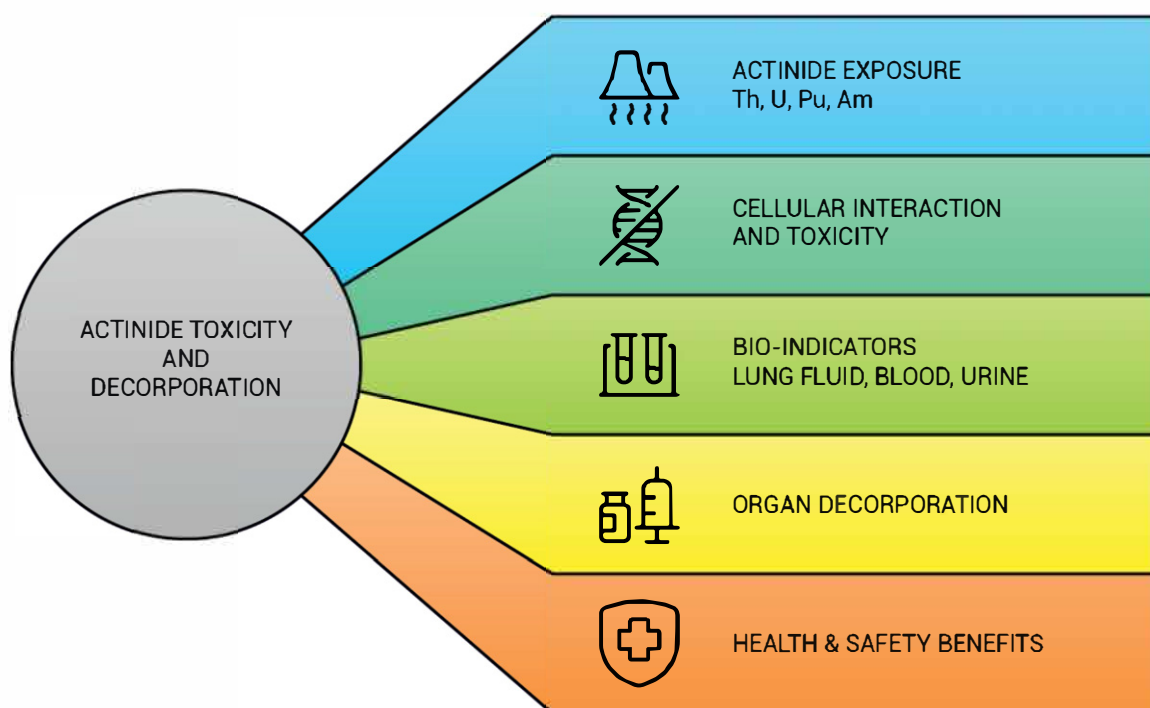 ACTINIDE TOXICITY
AND
DECORPORATION
ACTINIDE EXPOSURE
Th, U, Pu, Am
CELLULAR INTERACTION
AND TOXICITY
BIO-INDICATORS
LUNG FLUID, BLOOD, URINE
ORGAN DECORPORATION
HEALTH & SAFETY BENEFITS